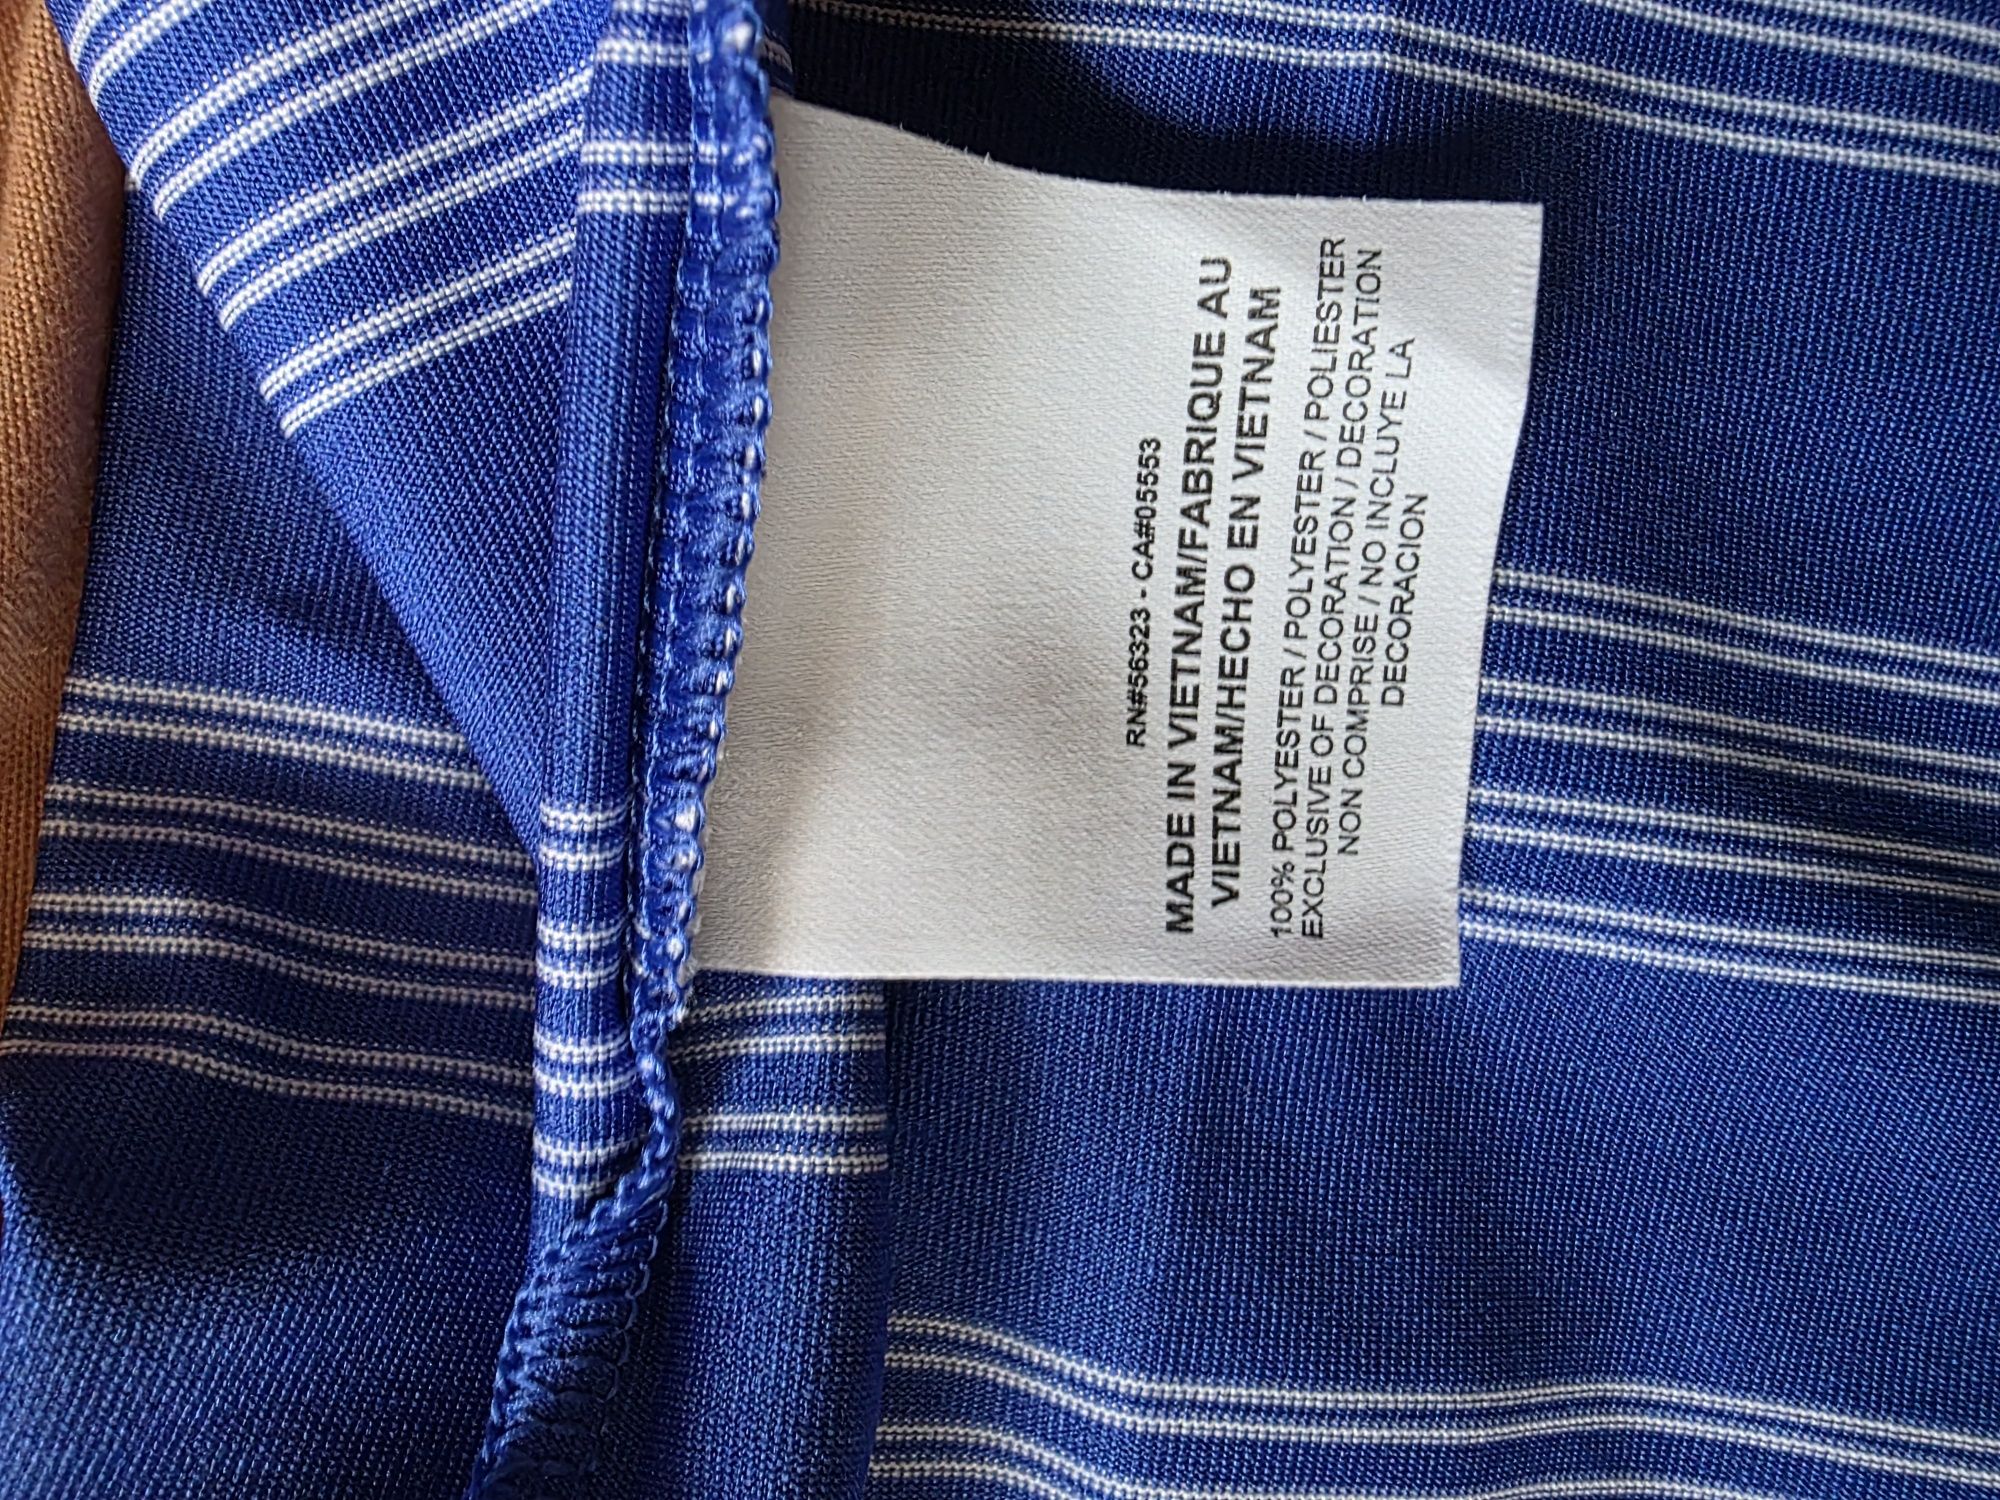 RN#56323 - CA#05553
MADE IN VIETNAM/FABRIQUE AU
VIETNAM/HECHO EN VIETNAM
100% POLYESTER / POLYESTER / POLIESTER
EXCLUSIVE OF DECORATION / DECORATION
NON COMPRISE / NO INCLUYE LA
DECORACION